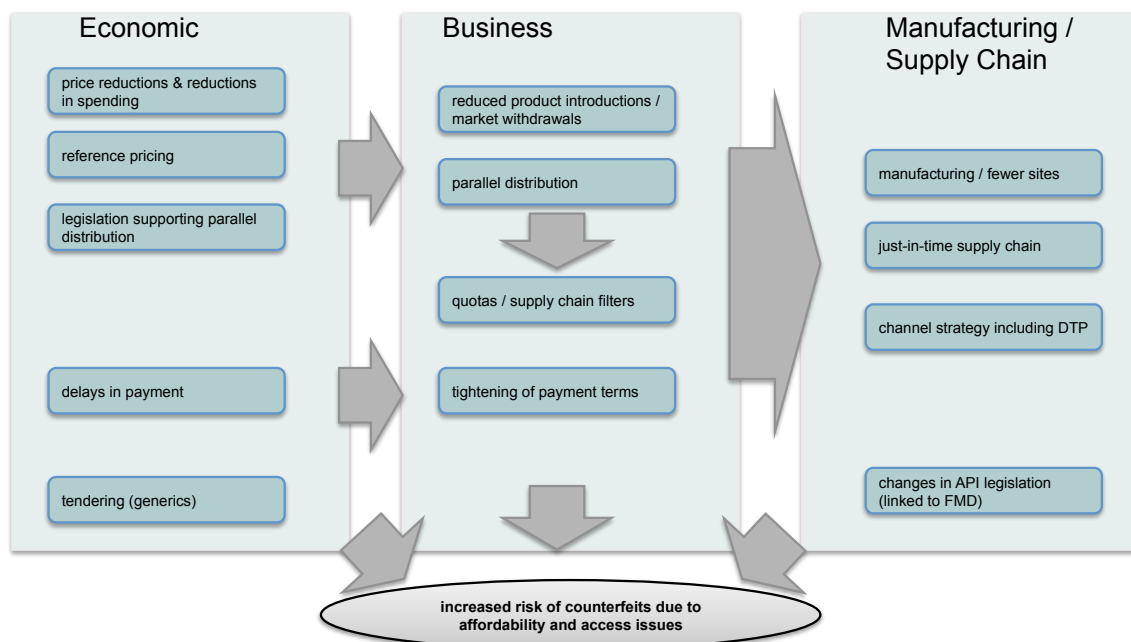 Economic
price reductions & reductions
in spending
reference pricing
legislation supporting parallel
distribution
delays in payment
tendering (generics)
Business
reduced product introductions /
market withdrawals
parallel distribution
quotas / supply chain filters
tightening of payment terms
Manufacturing /
Supply Chain
manufacturing / fewer sites
just-in-time supply chain
channel strategy including DTP
changes in API legislation
(linked to FMD)
increased risk of counterfeits due to
affordability and access issues